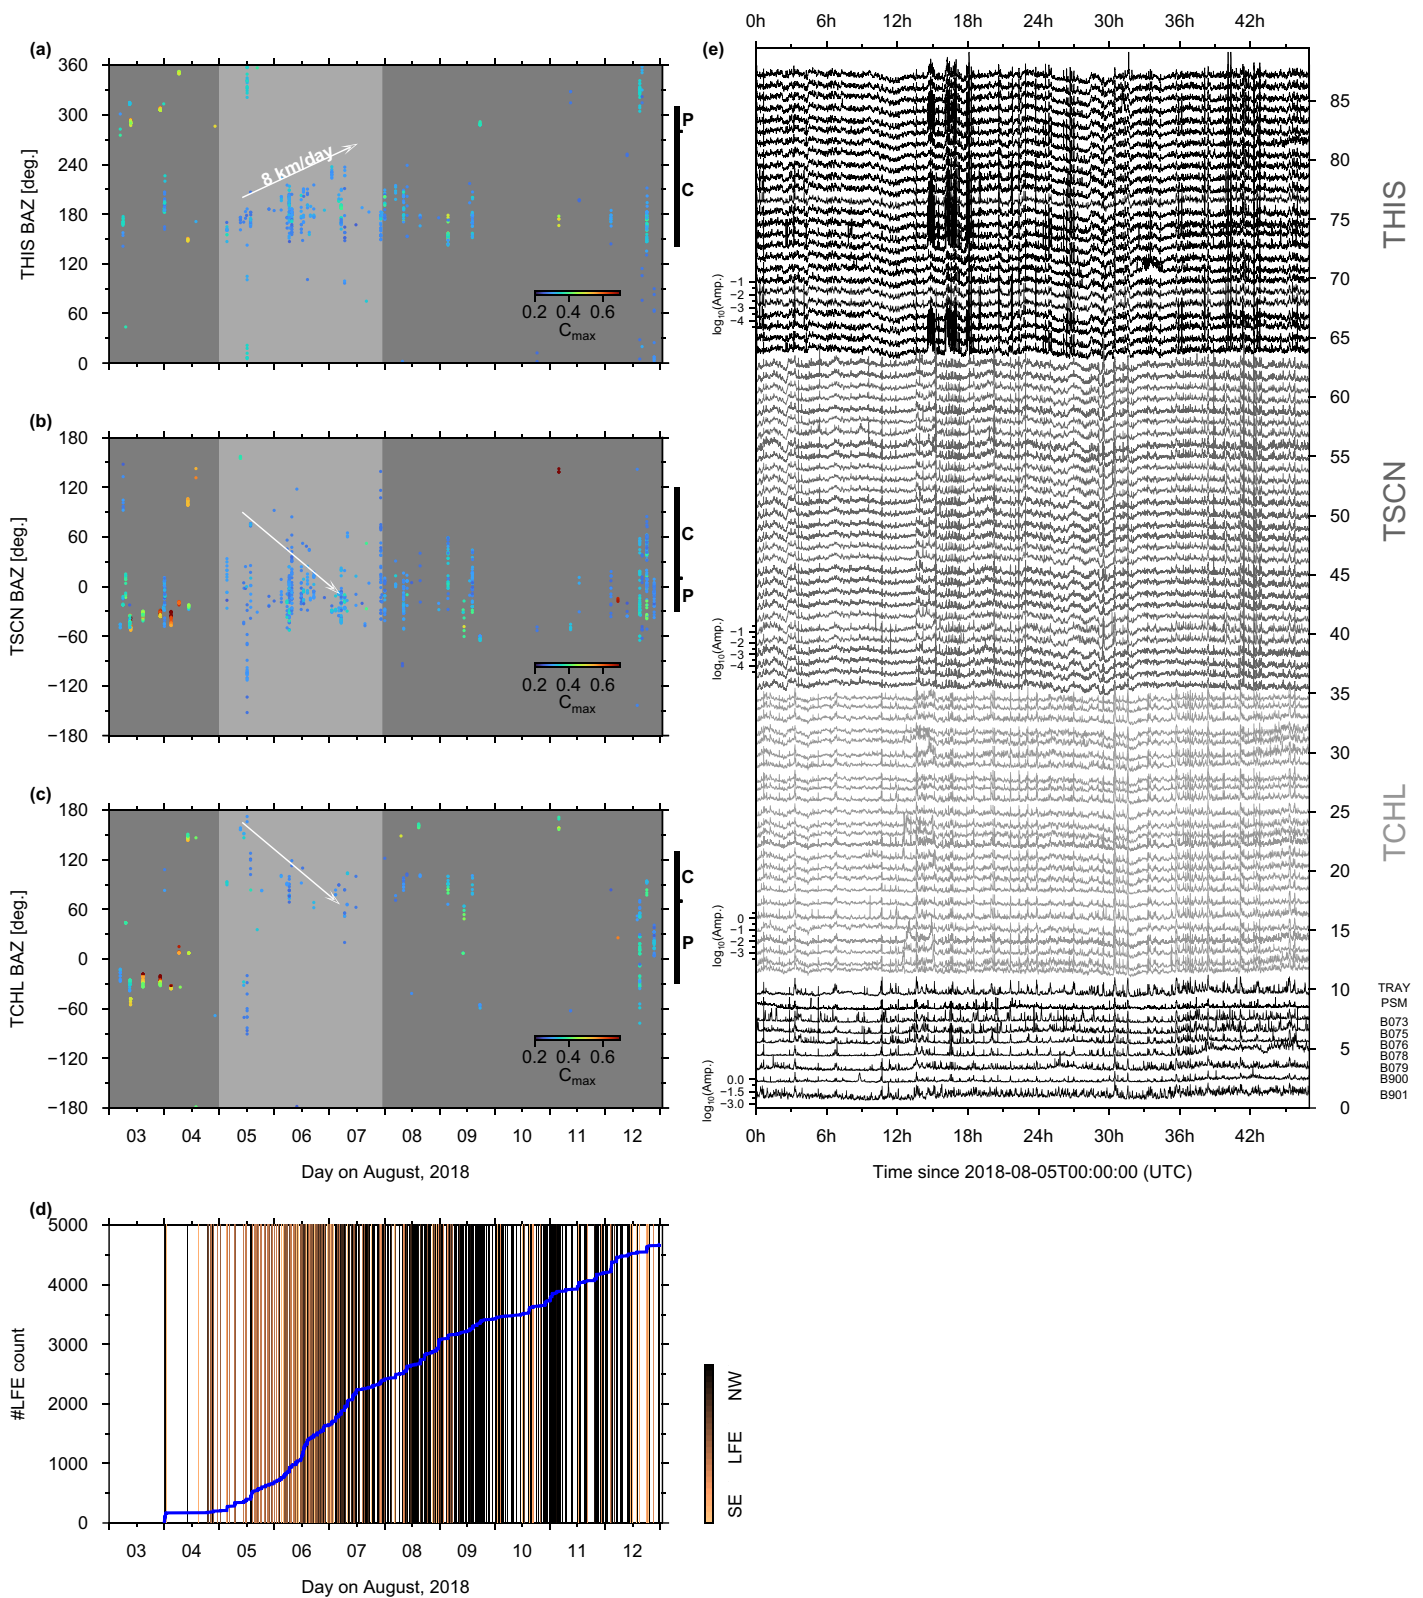 (a)
360
300
240
180
120
60
0
THIS BAZ [deg.]
8 km/day
0.2 0.4 0.6
Cmax
P
C
(b)
180
120
60
0
−60
−120
−180
TSCN BAZ [deg.]
0.2 0.4 0.6
Cmax
C
P
(c)
180
120
60
0
−60
−120
−180
TCHL BAZ [deg.]
0.2 0.4 0.6
Cmax
C
P
03 04 05 06 07 08 09 10 11 12
Day on August, 2018
(d)
5000
4000
3000
2000
1000
0
#LFE count
03 04 05 06 07 08 09 10 11 12
Day on August, 2018
SE LFE NW
(e)
0h 6h 12h 18h 24h 30h 36h 42h
log10(Amp.)
−1
−2
−3
−4
log10(Amp.)
−1
−2
−3
−4
log10(Amp.)
0
−1
−2
−3
log10(Amp.)
0.0
−1.5
−3.0
85
80
75
70
65
60
55
50
45
40
35
30
25
20
15
10
5
0
THIS
TSCN
TCHL
TRAY
PSM
B073
B075
B076
B078
B079
B900
B901
0h 6h 12h 18h 24h 30h 36h 42h
Time since 2018-08-05T00:00:00 (UTC)